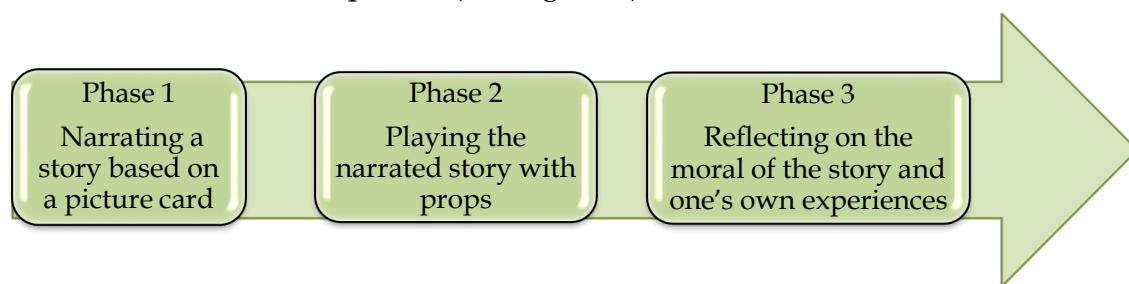 Phase 1
Narrating a
story based on
a picture card
Phase 2
Playing the
narrated story with
props
Phase 3
Reflecting on the
moral of the story and
one's own experiences